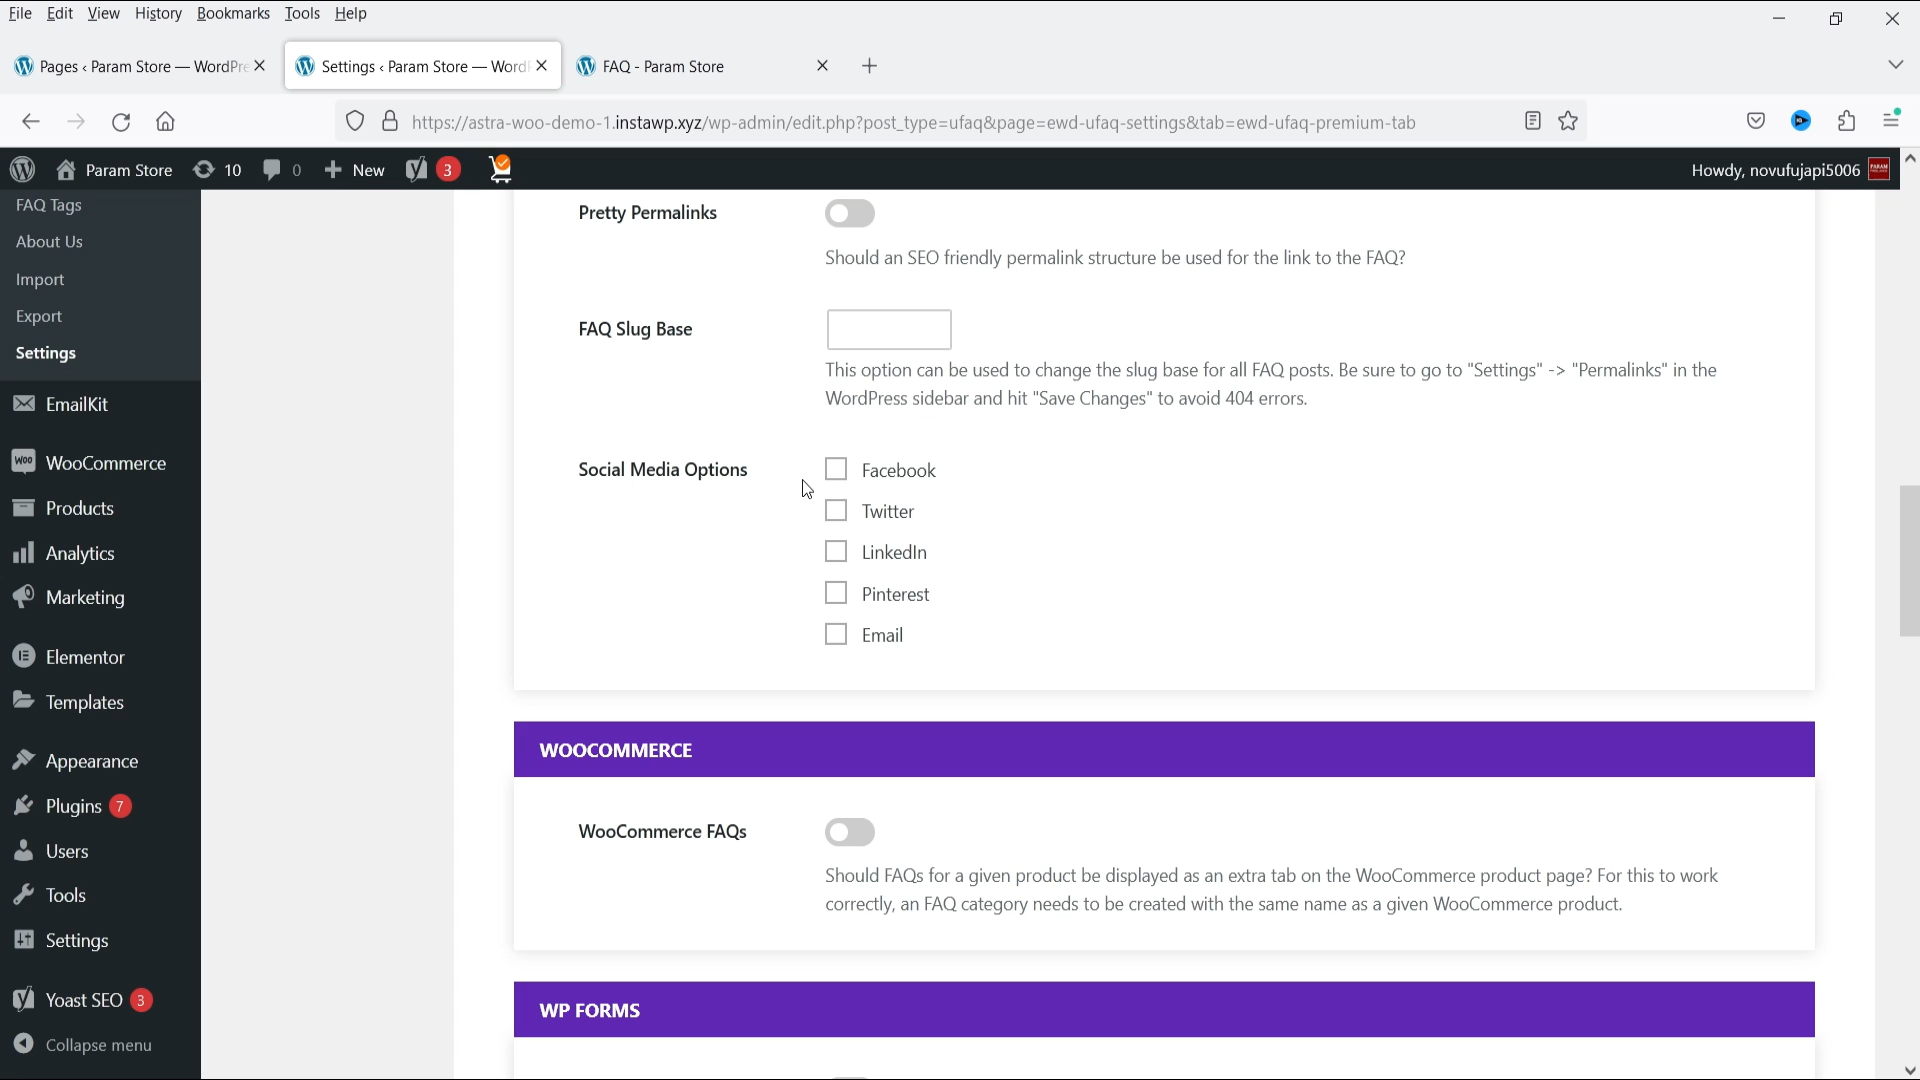 File Edit View History Bookmarks Tools Help
Pages ‹ Param Store — WordPre
Settings ‹ Param Store — Word
FAQ - Param Store
https://astra-woo-demo-1.instawp.xyz/wp-admin/edit.php?post_type=ufaq&page=ewd-ufaq-settings&tab=ewd-ufaq-premium-tab
Param Store 10 0 New 3
Howdy, novufujapi5006
FAQ Tags
About Us
Import
Export
Settings
EmailKit
WooCommerce
Products
Analytics
Marketing
Elementor
Templates
Appearance
Plugins 7
Users
Tools
Settings
Yoast SEO 3
Collapse menu
Pretty Permalinks
Should an SEO friendly permalink structure be used for the link to the FAQ?
FAQ Slug Base
This option can be used to change the slug base for all FAQ posts. Be sure to go to "Settings" -> "Permalinks" in the
WordPress sidebar and hit "Save Changes" to avoid 404 errors.
Social Media Options
Facebook
Twitter
LinkedIn
Pinterest
Email
WOOCOMMERCE
WooCommerce FAQs
Should FAQs for a given product be displayed as an extra tab on the WooCommerce product page? For this to work
correctly, an FAQ category needs to be created with the same name as a given WooCommerce product.
WP FORMS